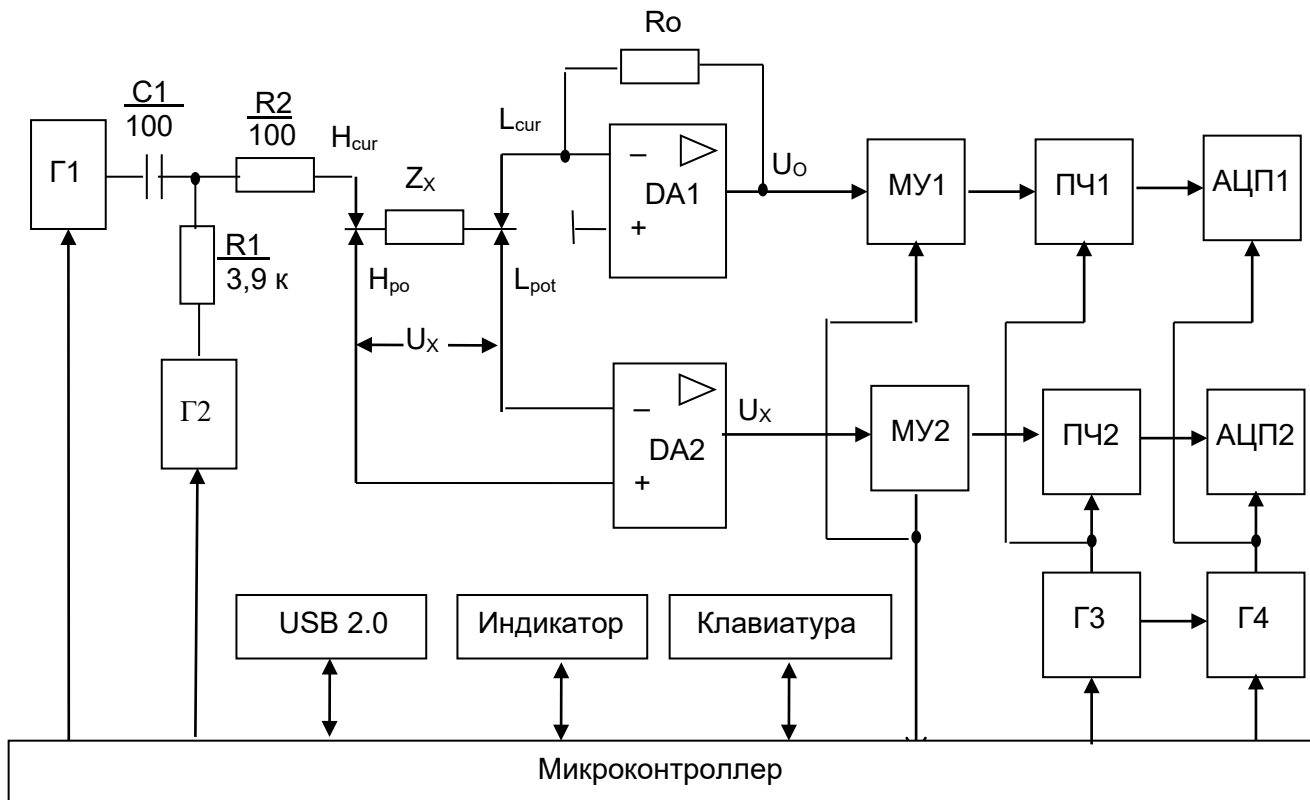 Ro
C1
100
R2
100
Г1
Hcur
Lcur
ZX
–
+
DA1
UO
МУ1
ПЧ1
АЦП1
R1
3,9 к
Hpo
Lpot
UX
Г2
–
+
DA2
UX
МУ2
ПЧ2
АЦП2
USB 2.0
Индикатор
Клавиатура
Г3
Г4
Микроконтроллер